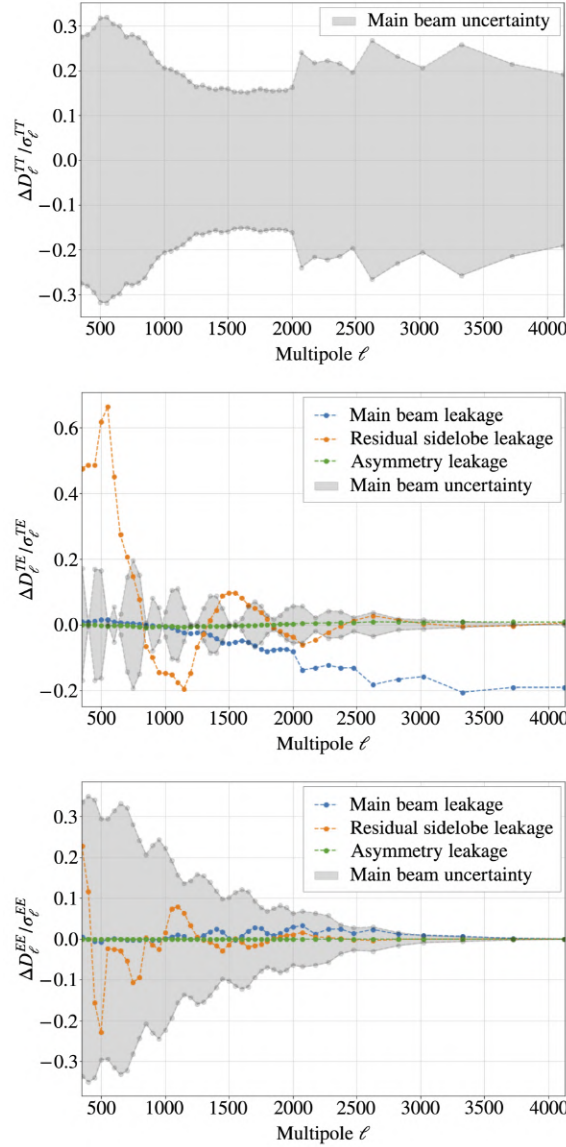 0.3
0.2
0.1
0.0
−0.1
−0.2
−0.3
ΔD_ℓ^{TT}/σ_ℓ^{TT}
Main beam uncertainty
500 1000 1500 2000 2500 3000 3500 4000
Multipole ℓ
0.6
0.4
0.2
0.0
−0.2
ΔD_ℓ^{TE}/σ_ℓ^{TE}
Main beam leakage
Residual sidelobe leakage
Asymmetry leakage
Main beam uncertainty
500 1000 1500 2000 2500 3000 3500 4000
Multipole ℓ
0.3
0.2
0.1
0.0
−0.1
−0.2
−0.3
ΔD_ℓ^{EE}/σ_ℓ^{EE}
Main beam leakage
Residual sidelobe leakage
Asymmetry leakage
Main beam uncertainty
500 1000 1500 2000 2500 3000 3500 4000
Multipole ℓ